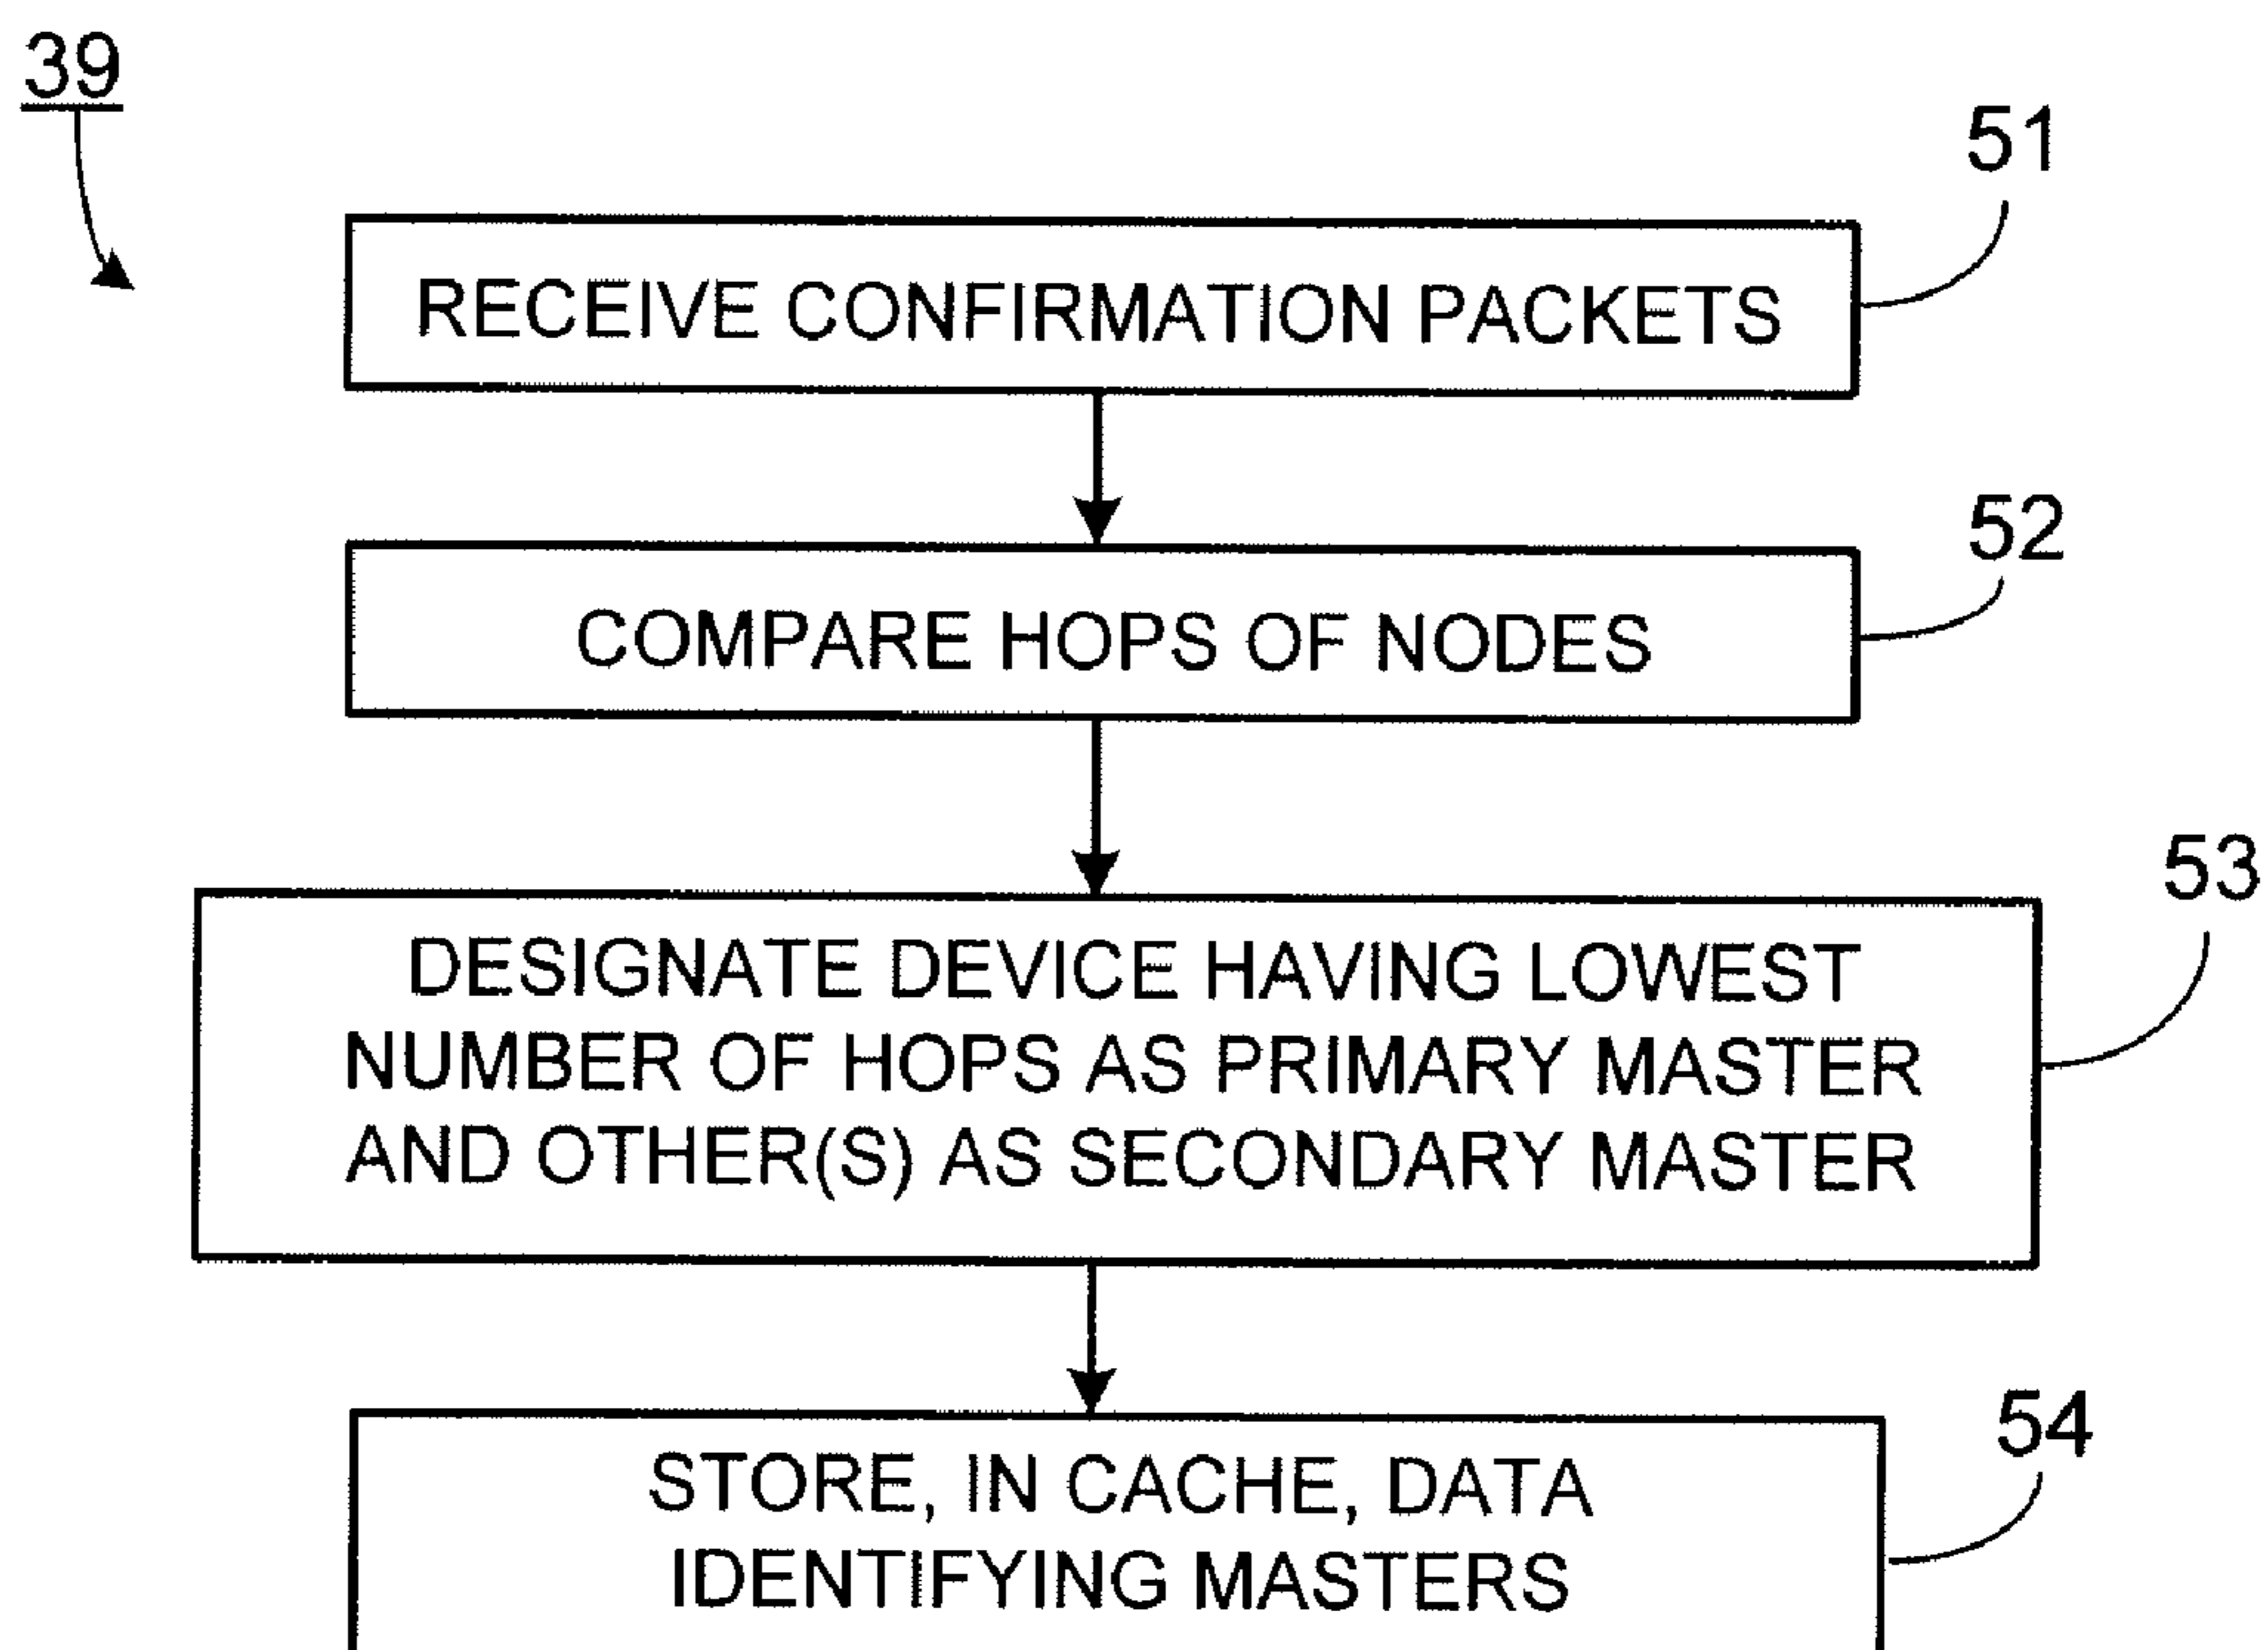 39
51
RECEIVE CONFIRMATION PACKETS
52
COMPARE HOPS OF NODES
53
DESIGNATE DEVICE HAVING LOWEST
NUMBER OF HOPS AS PRIMARY MASTER
AND OTHER(S) AS SECONDARY MASTER
54
STORE, IN CACHE, DATA
IDENTIFYING MASTERS